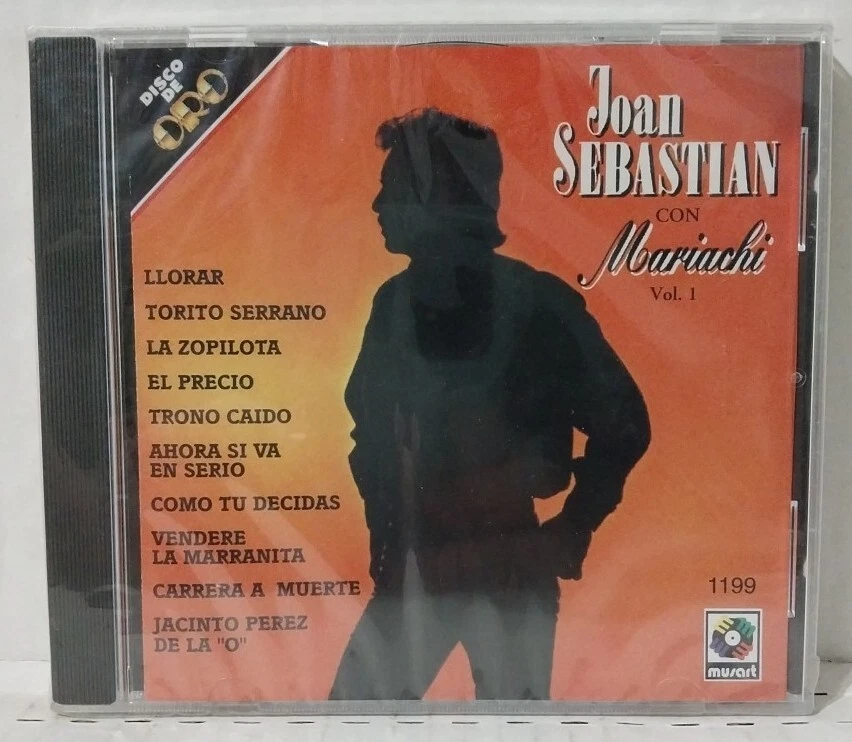 DISCO
DE
ORO
Joan
SEBASTIAN
CON
Mariachi
Vol. 1
LLORAR
TORITO SERRANO
LA ZOPILOTA
EL PRECIO
TRONO CAIDO
AHORA SI VA
EN SERIO
COMO TU DECIDAS
VENDERE
LA MARRANITA
CARRERA A MUERTE
JACINTO PEREZ
DE LA "O"
1199
musart